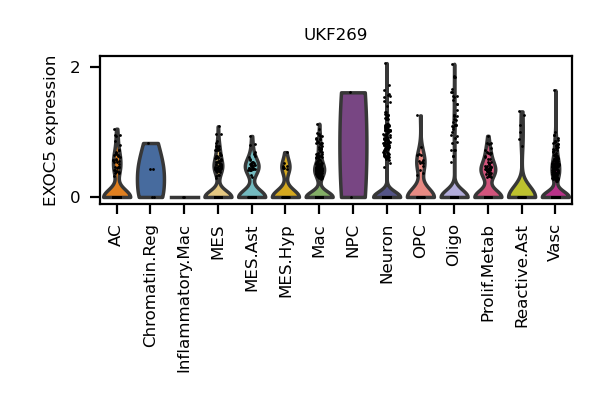 UKF269
EXOC5 expression
2
0
AC
Chromatin.Reg
Inflammatory.Mac
MES
MES.Ast
MES.Hyp
Mac
NPC
Neuron
OPC
Oligo
Prolif.Metab
Reactive.Ast
Vasc